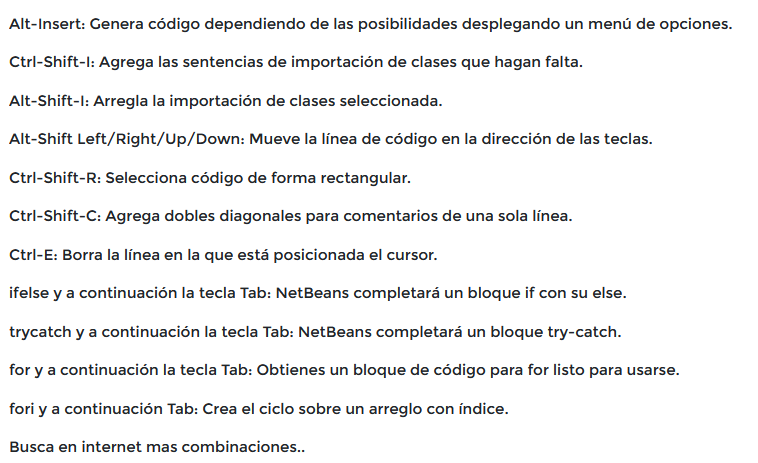 Alt-Insert: Genera código dependiendo de las posibilidades desplegando un menú de opciones.
Ctrl-Shift-I: Agrega las sentencias de importación de clases que hagan falta.
Alt-Shift-I: Arregla la importación de clases seleccionada.
Alt-Shift Left/Right/Up/Down: Mueve la línea de código en la dirección de las teclas.
Ctrl-Shift-R: Selecciona código de forma rectangular.
Ctrl-Shift-C: Agrega dobles diagonales para comentarios de una sola línea.
Ctrl-E: Borra la línea en la que está posicionada el cursor.
ifelse y a continuación la tecla Tab: NetBeans completará un bloque if con su else.
trycatch y a continuación la tecla Tab: NetBeans completará un bloque try-catch.
for y a continuación la tecla Tab: Obtienes un bloque de código para for listo para usarse.
fori y a continuación Tab: Crea el ciclo sobre un arreglo con índice.
Busca en internet mas combinaciones..